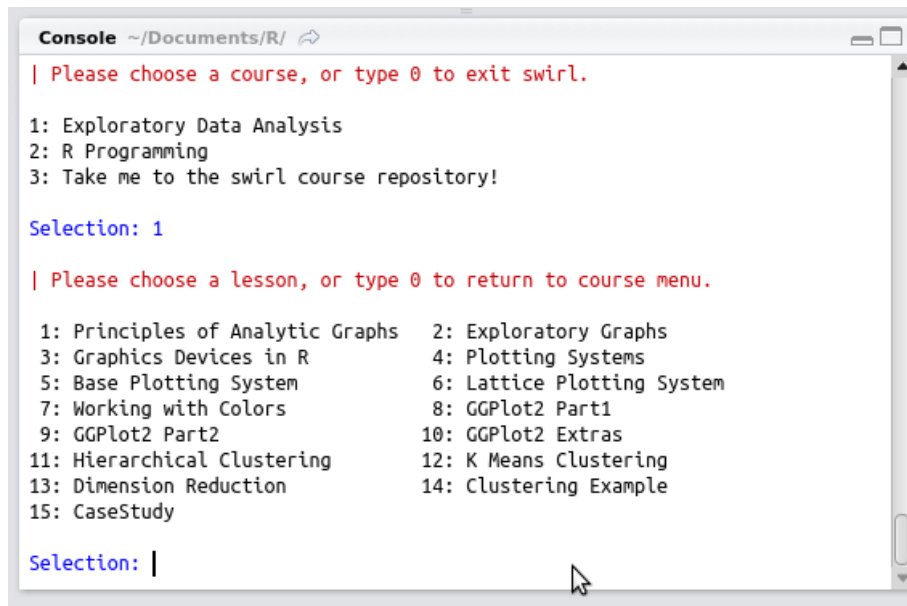 Console ~/Documents/R/
| Please choose a course, or type 0 to exit swirl.
1: Exploratory Data Analysis
2: R Programming
3: Take me to the swirl course repository!
Selection: 1
| Please choose a lesson, or type 0 to return to course menu.
1: Principles of Analytic Graphs 2: Exploratory Graphs
3: Graphics Devices in R 4: Plotting Systems
5: Base Plotting System 6: Lattice Plotting System
7: Working with Colors 8: GGPlot2 Part1
9: GGPlot2 Part2 10: GGPlot2 Extras
11: Hierarchical Clustering 12: K Means Clustering
13: Dimension Reduction 14: Clustering Example
15: CaseStudy
Selection: